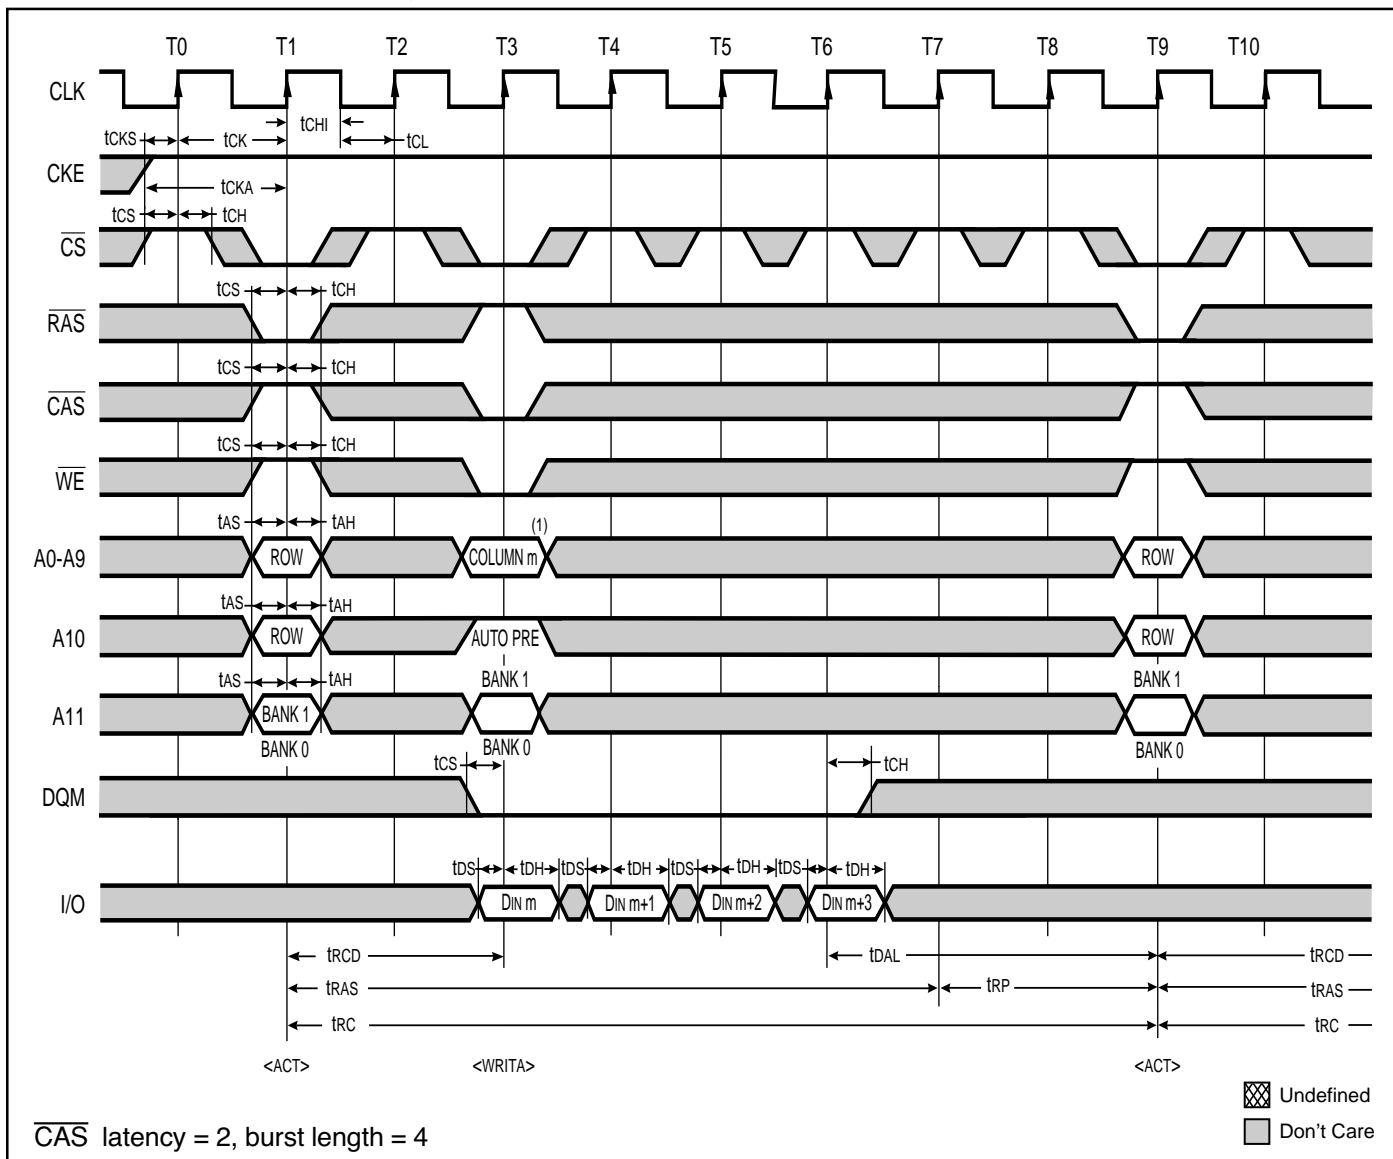 T0 T1 T2 T3 T4 T5 T6 T7 T8 T9 T10
CLK
tCHI
tCKS tCK tCL
CKE
tCKA
tCS tCH
CS
tCS tCH
RAS
tCS tCH
CAS
tCS tCH
WE
tAS tAH (1)
A0-A9 ROW COLUMN m ROW
tAS tAH
A10 ROW AUTO PRE ROW
tAS tAH BANK 1 BANK 1
A11 BANK 1
BANK 0 BANK 0 BANK 0
tCS tCH
DQM
tDS tDH tDS tDH tDS tDH tDS tDH
I/O DIN m DIN m+1 DIN m+2 DIN m+3
tRCD tDAL tRCD
tRAS tRP tRAS
tRC tRC
<ACT> <WRITA> <ACT>
Undefined
CAS latency = 2, burst length = 4
Don't Care